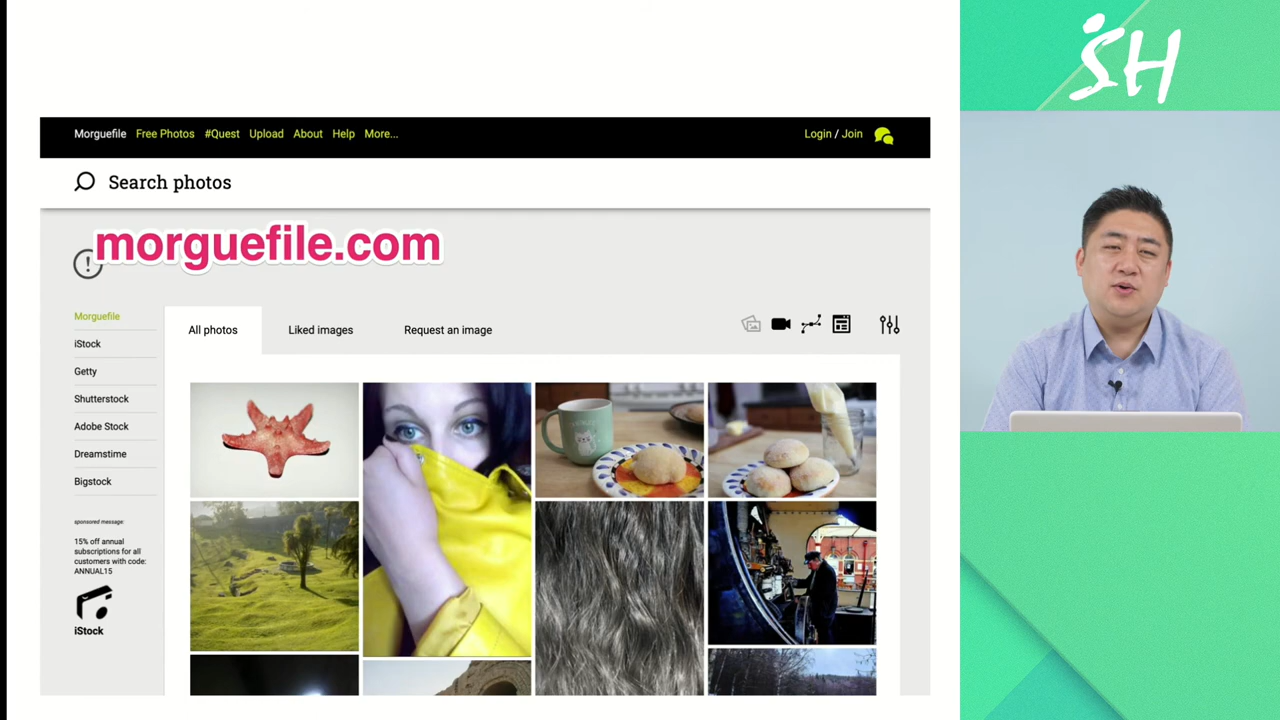 SH
Morguefile Free Photos #Quest Upload About Help More... Login / Join
Search photos
morguefile.com
Morguefile
iStock
Getty
Shutterstock
Adobe Stock
Dreamstime
Bigstock
All photos Liked images Request an image
sponsored message:
15% off annual
subscriptions for all
customers with code:
ANNUAL15
iStock